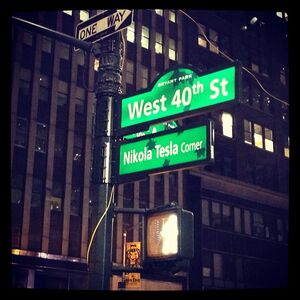 ONE WAY
BRYANT PARK
West 40th St
Nikola Tesla Corner